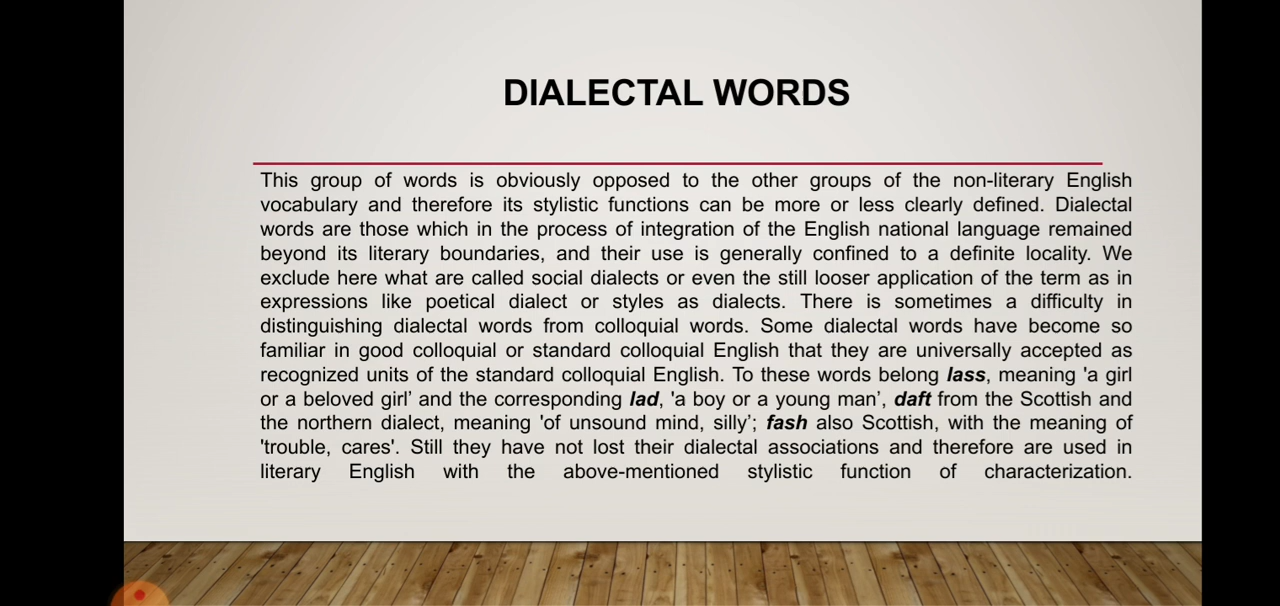 DIALECTAL WORDS
This group of words is obviously opposed to the other groups of the non-literary English
vocabulary and therefore its stylistic functions can be more or less clearly defined. Dialectal
words are those which in the process of integration of the English national language remained
beyond its literary boundaries, and their use is generally confined to a definite locality. We
exclude here what are called social dialects or even the still looser application of the term as in
expressions like poetical dialect or styles as dialects. There is sometimes a difficulty in
distinguishing dialectal words from colloquial words. Some dialectal words have become so
familiar in good colloquial or standard colloquial English that they are universally accepted as
recognized units of the standard colloquial English. To these words belong lass, meaning 'a girl
or a beloved girl’ and the corresponding lad, 'a boy or a young man’, daft from the Scottish and
the northern dialect, meaning 'of unsound mind, silly’; fash also Scottish, with the meaning of
'trouble, cares'. Still they have not lost their dialectal associations and therefore are used in
literary English with the above-mentioned stylistic function of characterization.